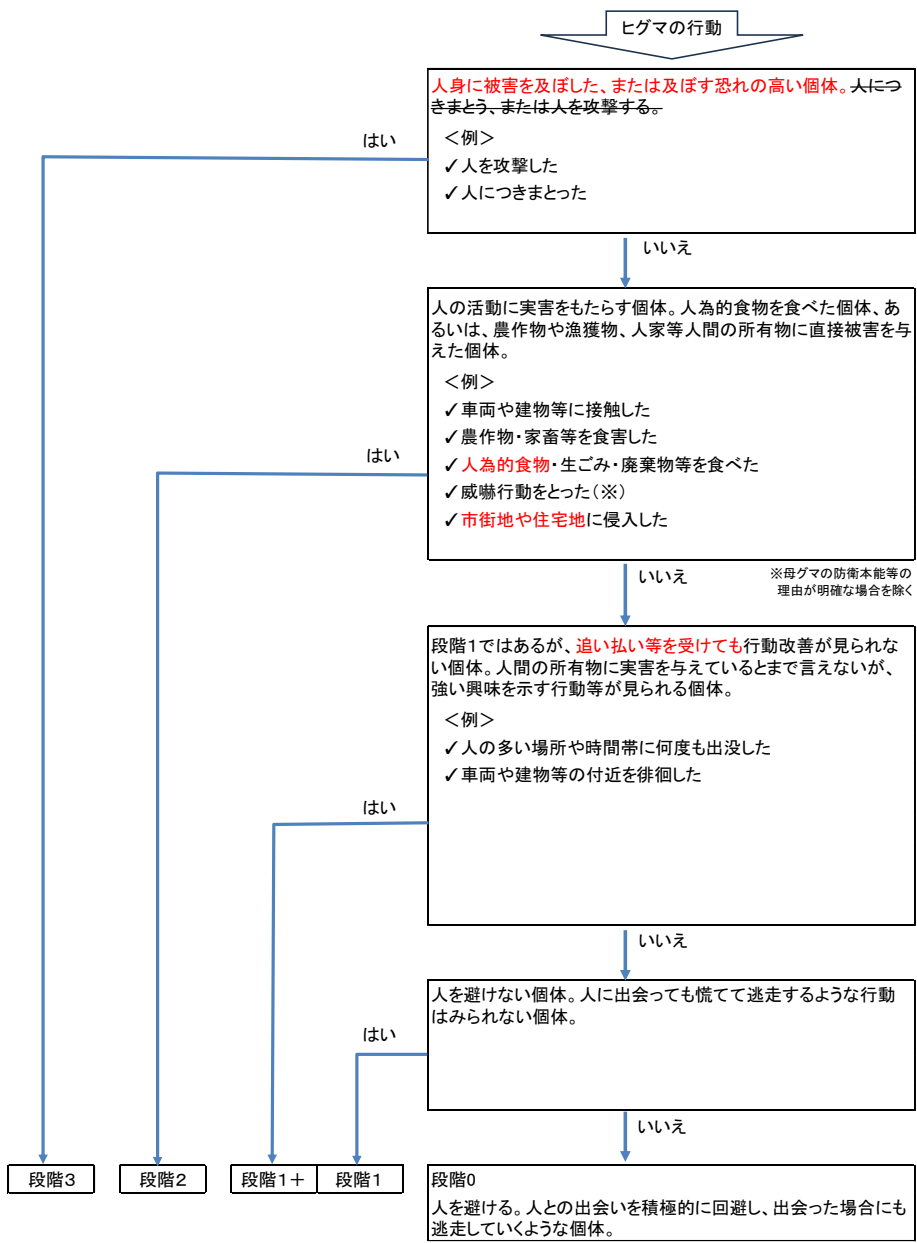 ヒグマの行動
人身に被害を及ぼした、または及ぼす恐れの高い個体。人につ
きまとう、または人を攻撃する。
＜例＞
✓人を攻撃した
✓人につきまとった
はい
いいえ
人の活動に実害をもたらす個体。人為的食物を食べた個体、あ
るいは、農作物や漁獲物、人家等人間の所有物に直接被害を与
えた個体。
＜例＞
✓車両や建物等に接触した
✓農作物・家畜等を食害した
✓人為的食物・生ごみ・廃棄物等を食べた
✓威嚇行動をとった（※）
✓市街地や住宅地に侵入した
はい
いいえ
※母グマの防衛本能等の
理由が明確な場合を除く
段階１ではあるが、追い払い等を受けても行動改善が見られな
い個体。人間の所有物に実害を与えているとまで言えないが、
強い興味を示す行動等が見られる個体。
＜例＞
✓人の多い場所や時間帯に何度も出没した
✓車両や建物等の付近を徘徊した
はい
いいえ
人を避けない個体。人に出会っても慌てて逃走するような行動
はみられない個体。
はい
いいえ
段階３
段階２
段階１＋
段階１
段階0
人を避ける。人との出会いを積極的に回避し、出会った場合にも
逃走していくような個体。